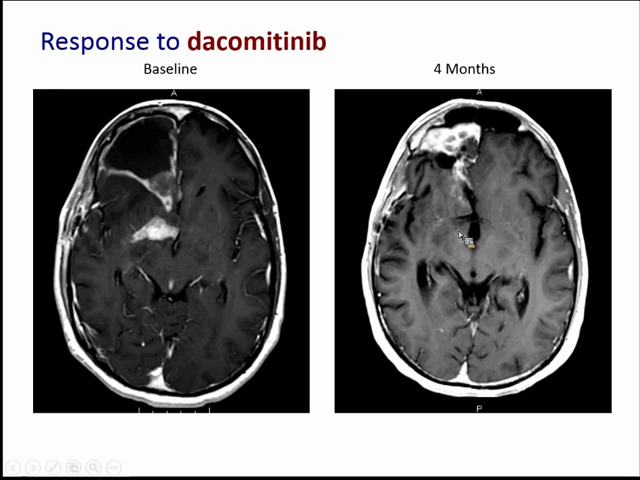 Response to dacomitinib
Baseline
4 Months
A
A
P